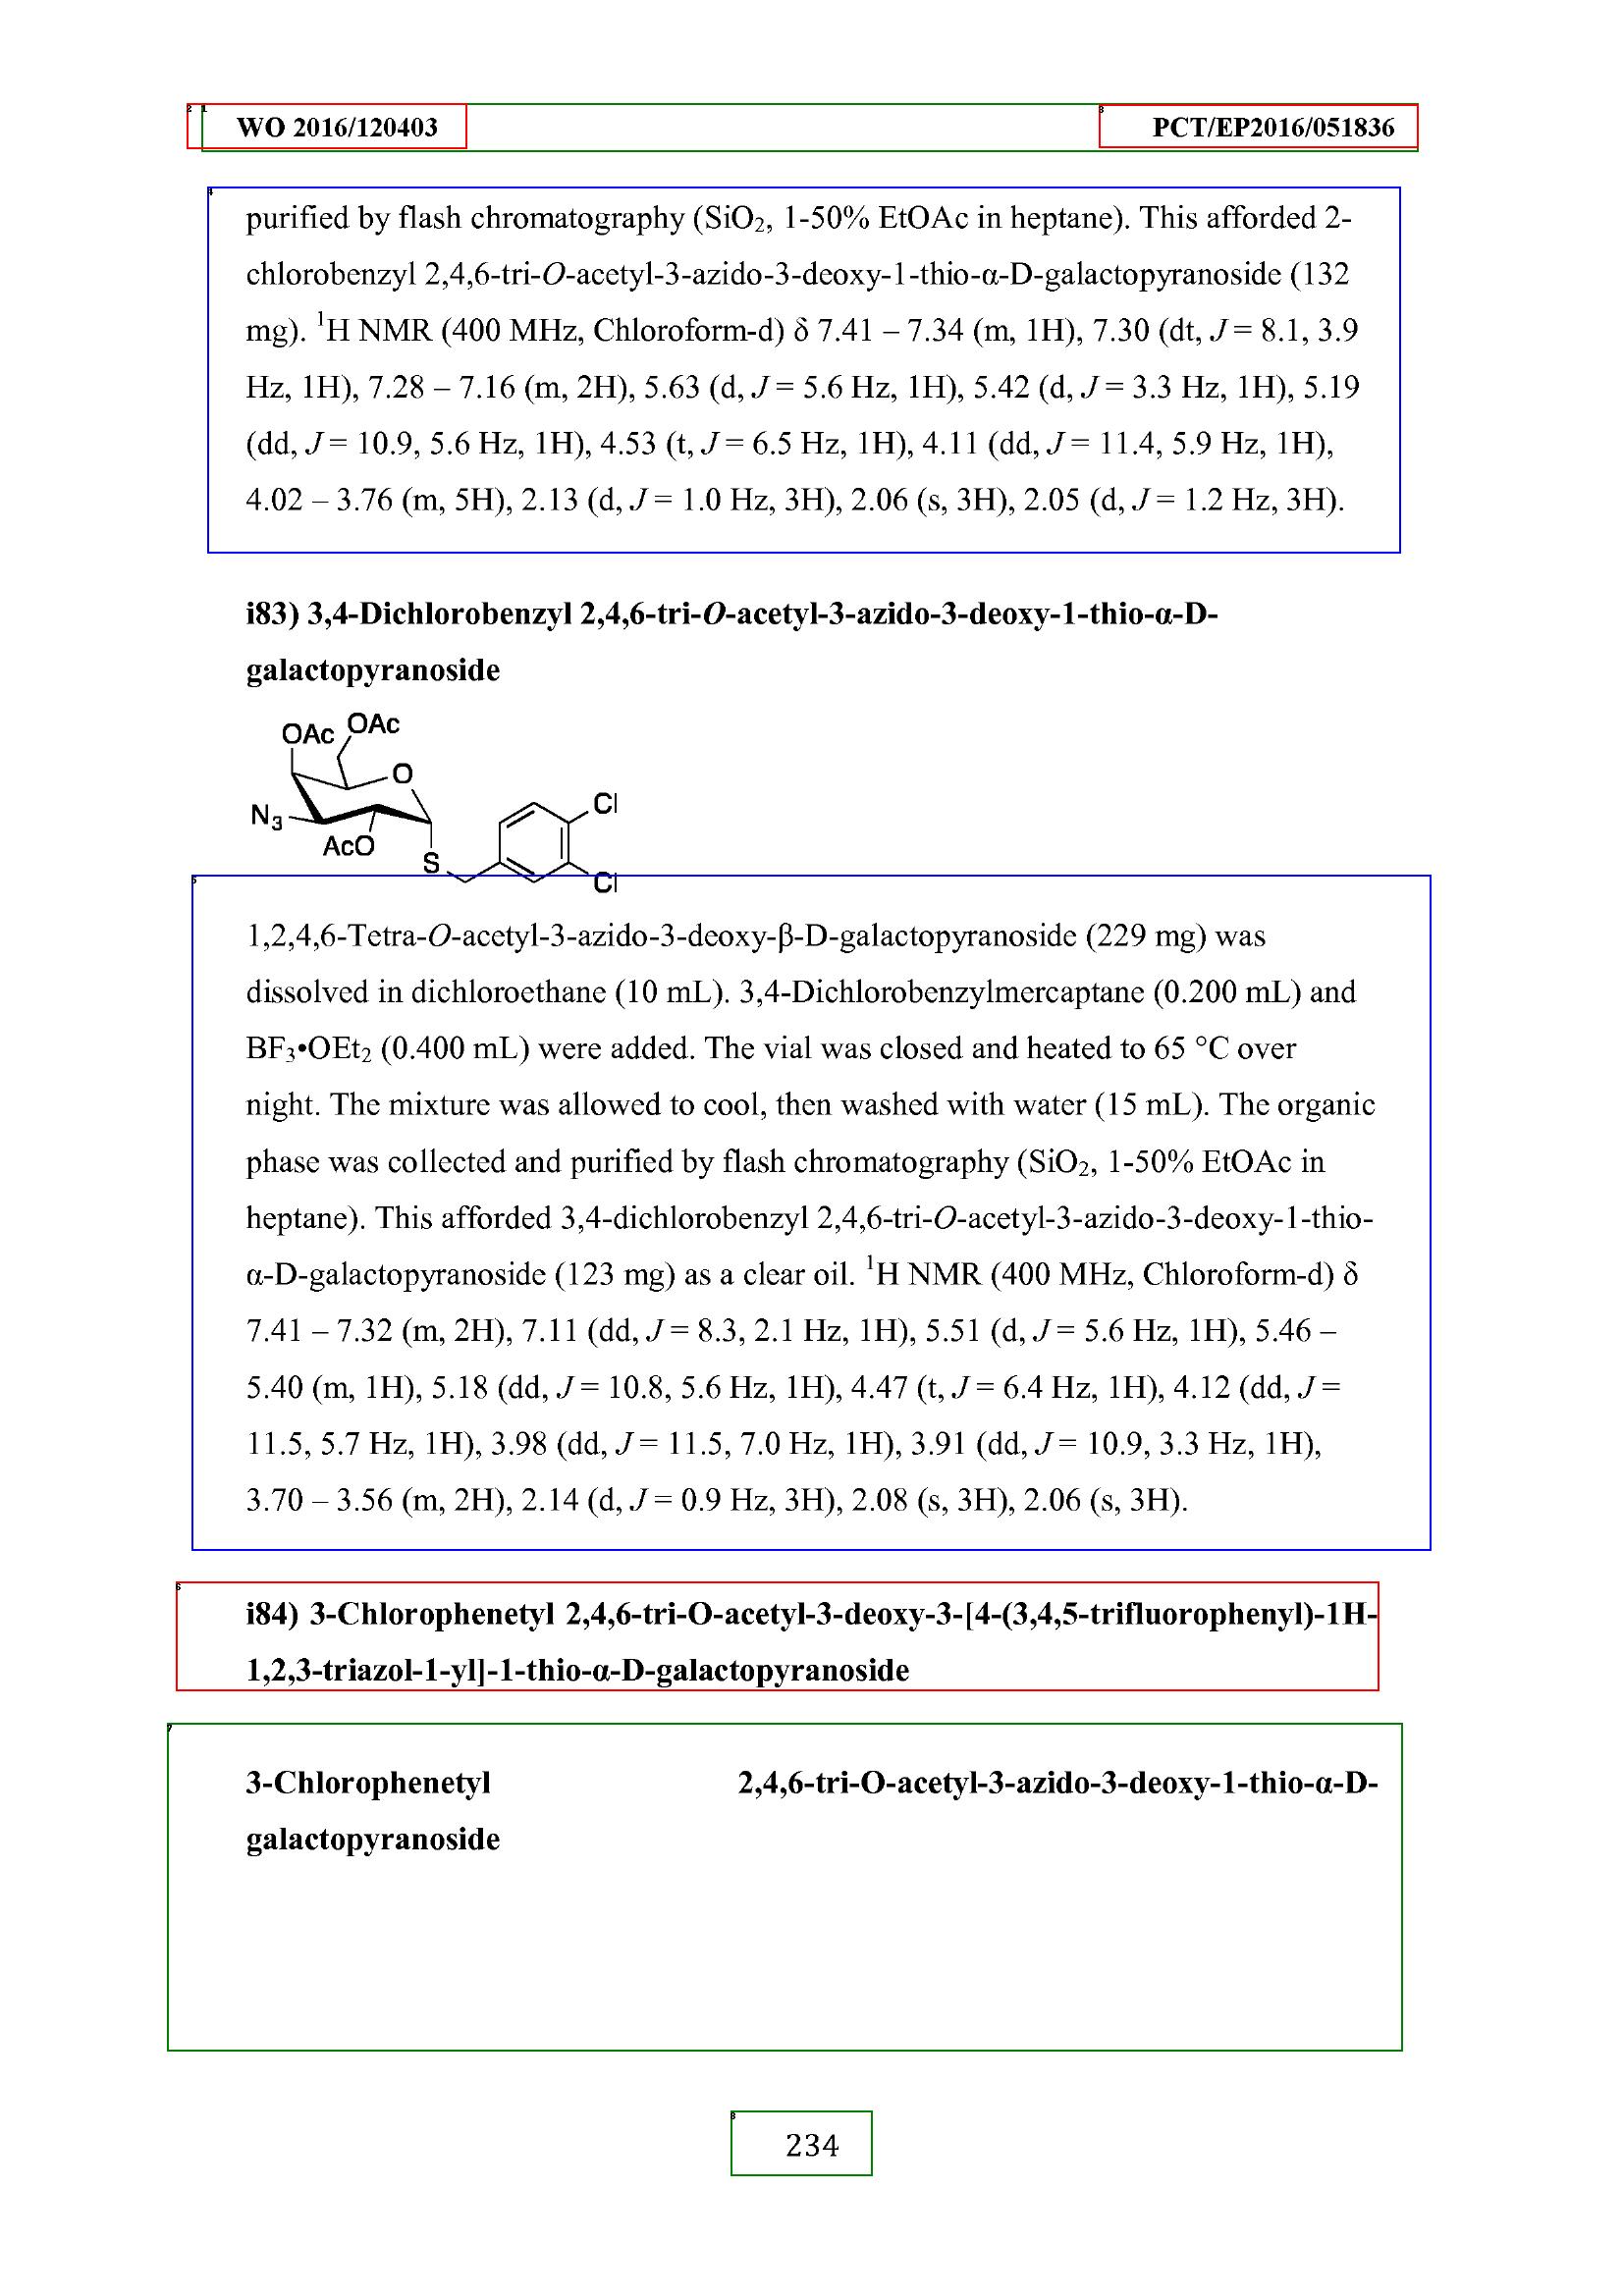 WO 2016/120403 PCT/EP2016/051836
purified by flash chromatography (SiO₂, 1-50% EtOAc in heptane). This afforded 2-
chlorobenzyl 2,4,6-tri-O-acetyl-3-azido-3-deoxy-1-thio-α-D-galactopyranoside (132
mg). ¹H NMR (400 MHz, Chloroform-d) δ 7.41 – 7.34 (m, 1H), 7.30 (dt, J = 8.1, 3.9
Hz, 1H), 7.28 – 7.16 (m, 2H), 5.63 (d, J = 5.6 Hz, 1H), 5.42 (d, J = 3.3 Hz, 1H), 5.19
(dd, J = 10.9, 5.6 Hz, 1H), 4.53 (t, J = 6.5 Hz, 1H), 4.11 (dd, J = 11.4, 5.9 Hz, 1H),
4.02 – 3.76 (m, 5H), 2.13 (d, J = 1.0 Hz, 3H), 2.06 (s, 3H), 2.05 (d, J = 1.2 Hz, 3H).
i83) 3,4-Dichlorobenzyl 2,4,6-tri-O-acetyl-3-azido-3-deoxy-1-thio-α-D-
galactopyranoside
OAc OAc
O
N₃
Cl
AcO
S
Cl
1,2,4,6-Tetra-O-acetyl-3-azido-3-deoxy-β-D-galactopyranoside (229 mg) was
dissolved in dichloroethane (10 mL). 3,4-Dichlorobenzylmercaptane (0.200 mL) and
BF₃•OEt₂ (0.400 mL) were added. The vial was closed and heated to 65 °C over
night. The mixture was allowed to cool, then washed with water (15 mL). The organic
phase was collected and purified by flash chromatography (SiO₂, 1-50% EtOAc in
heptane). This afforded 3,4-dichlorobenzyl 2,4,6-tri-O-acetyl-3-azido-3-deoxy-1-thio-
α-D-galactopyranoside (123 mg) as a clear oil. ¹H NMR (400 MHz, Chloroform-d) δ
7.41 – 7.32 (m, 2H), 7.11 (dd, J = 8.3, 2.1 Hz, 1H), 5.51 (d, J = 5.6 Hz, 1H), 5.46 –
5.40 (m, 1H), 5.18 (dd, J = 10.8, 5.6 Hz, 1H), 4.47 (t, J = 6.4 Hz, 1H), 4.12 (dd, J =
11.5, 5.7 Hz, 1H), 3.98 (dd, J = 11.5, 7.0 Hz, 1H), 3.91 (dd, J = 10.9, 3.3 Hz, 1H),
3.70 – 3.56 (m, 2H), 2.14 (d, J = 0.9 Hz, 3H), 2.08 (s, 3H), 2.06 (s, 3H).
i84) 3-Chlorophenetyl 2,4,6-tri-O-acetyl-3-deoxy-3-[4-(3,4,5-trifluorophenyl)-1H-
1,2,3-triazol-1-yl]-1-thio-α-D-galactopyranoside
3-Chlorophenetyl 2,4,6-tri-O-acetyl-3-azido-3-deoxy-1-thio-α-D-
galactopyranoside
234